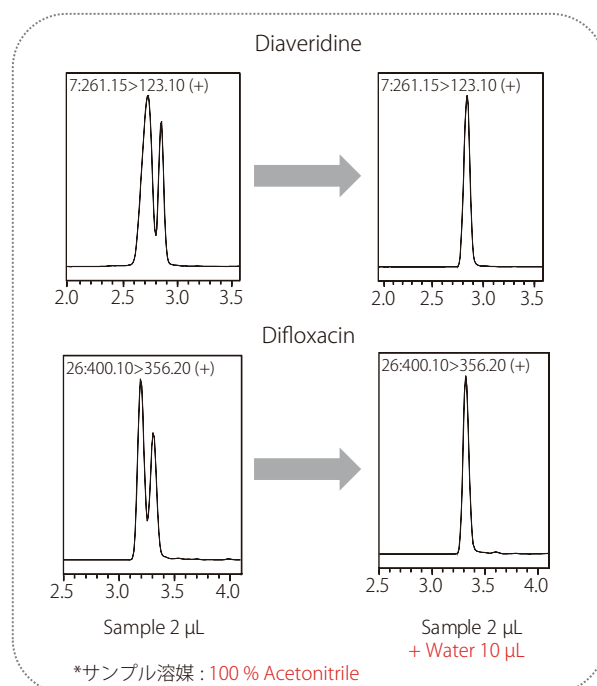 Diaveridine
7:261.15>123.10 (+)
7:261.15>123.10 (+)
2.0 2.5 3.0 3.5
2.0 2.5 3.0 3.5
Difloxacin
26:400.10>356.20 (+)
26:400.10>356.20 (+)
2.5 3.0 3.5 4.0
2.5 3.0 3.5 4.0
Sample 2 µL
Sample 2 µL
+ Water 10 µL
*サンプル溶媒 : 100 % Acetonitrile